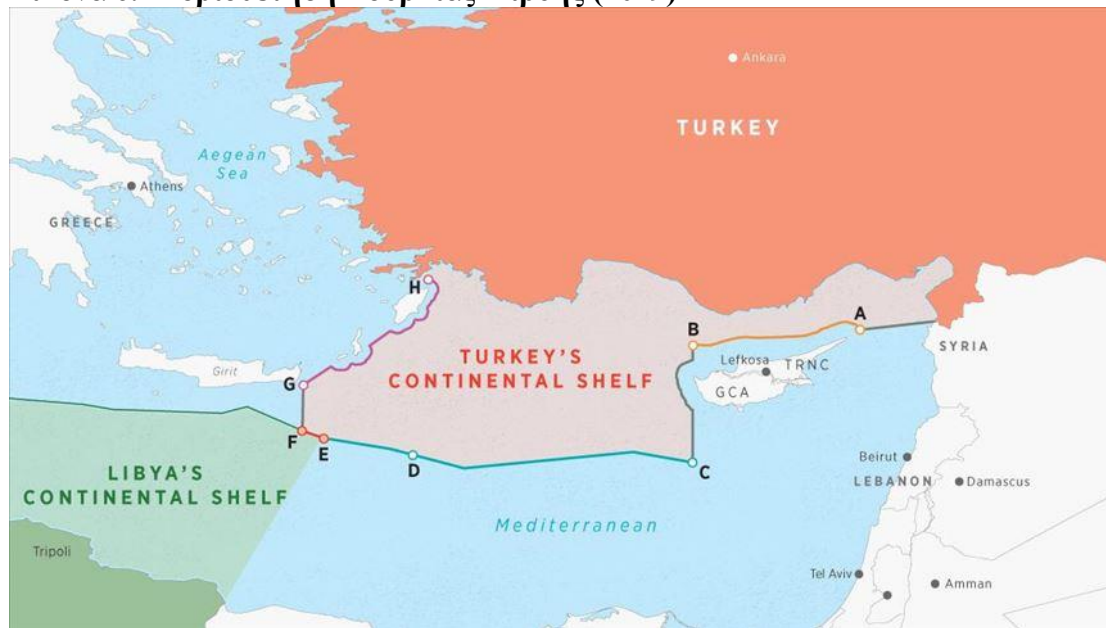 Ankara
TURKEY
Aegean
Sea
Athens
GREECE
H
A
B
SYRIA
Lefkosa
TRNC
TURKEY'S
CONTINENTAL SHELF
Girit
G
GCA
F
E
D
C
Beirut
LEBANON
Damascus
LIBYA'S
CONTINENTAL SHELF
Mediterranean
Tripoli
Tel Aviv
Amman